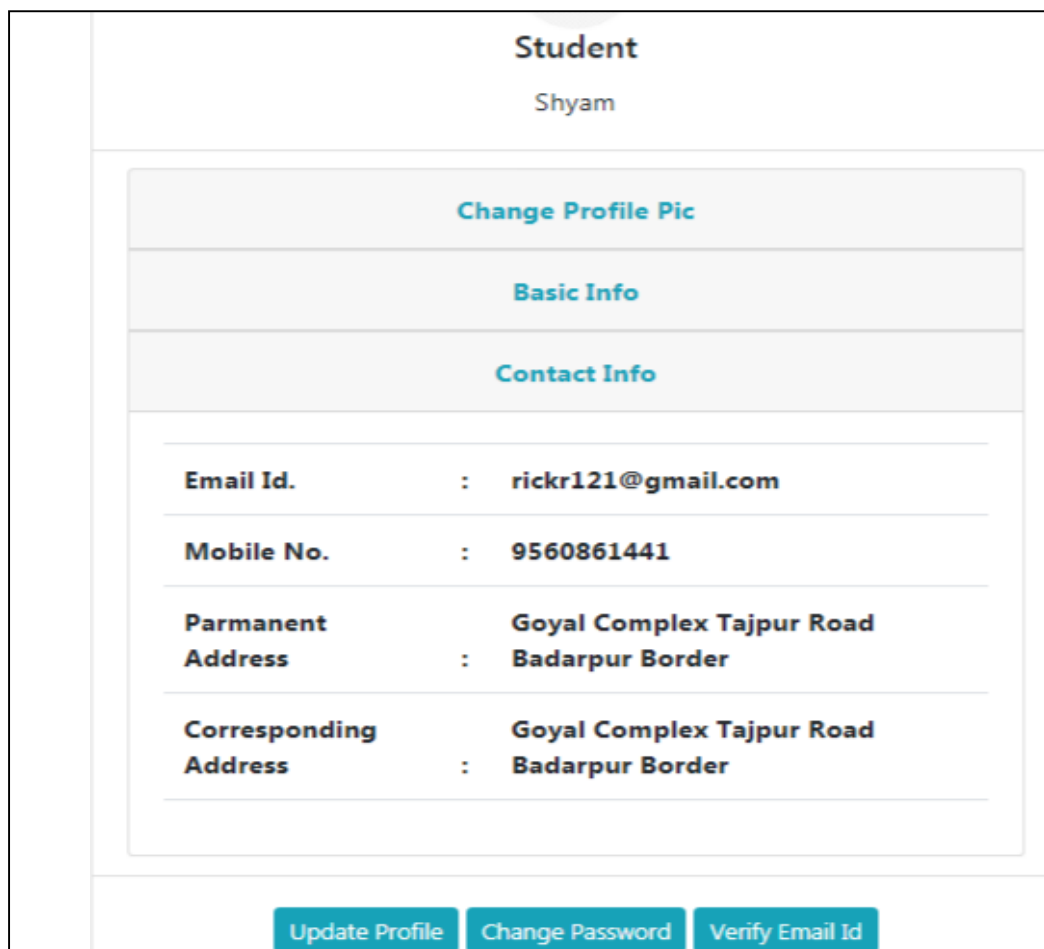 Student
Shyam
Change Profile Pic
Basic Info
Contact Info
Email Id. : rickr121@gmail.com
Mobile No. : 9560861441
Parmanent Goyal Complex Tajpur Road
Address : Badarpur Border
Corresponding Goyal Complex Tajpur Road
Address : Badarpur Border
Update Profile Change Password Verify Email Id